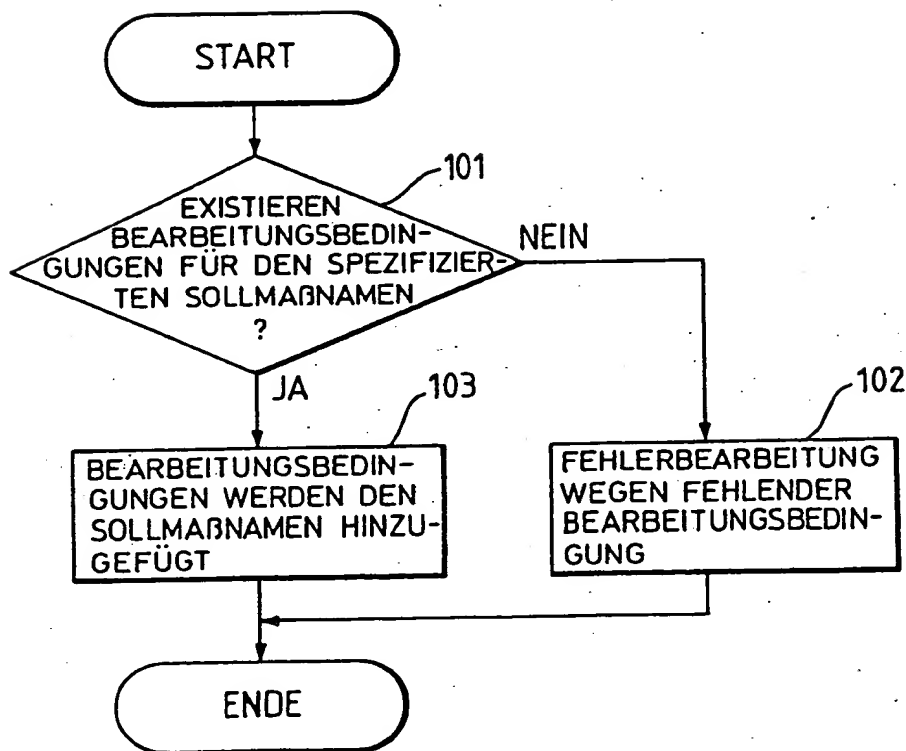 START
101
EXISTIEREN
BEARBEITUNGSBEDIN-
GUNGEN FÜR DEN SPEZIFIZIER-
TEN SOLLMAßNAMEN
?
NEIN
JA
103
102
BEARBEITUNGSBEDIN-
GUNGEN WERDEN DEN
SOLLMAßNAMEN HINZU-
GEFÜGT
FEHLERBEARBEITUNG
WEGEN FEHLENDER
BEARBEITUNGSBEDIN-
GUNG
ENDE